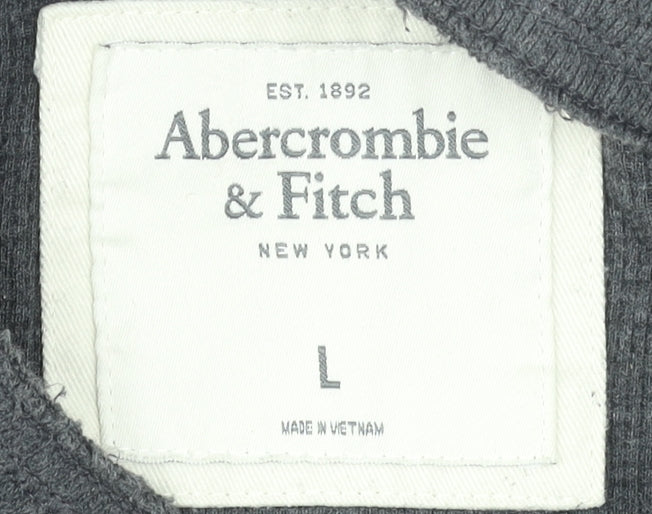 EST. 1892
Abercrombie
& Fitch
NEW YORK
L
MADE IN VIETNAM